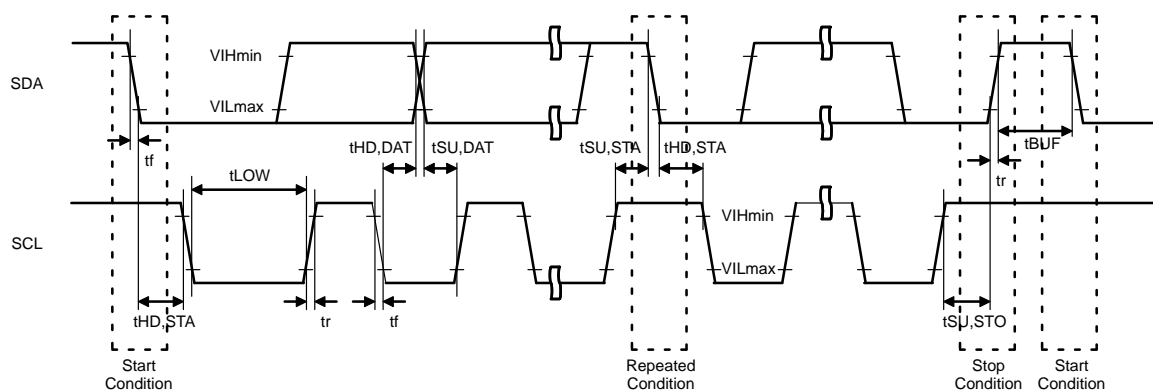 VIHmin
SDA
VILmax
tf
tHD,DAT
tSU,DAT
tSU,STA
tHD,STA
tBUF
tr
tLOW
VIHmin
SCL
VILmax
tHD,STA
tr
tf
tSU,STO
Start
Condition
Repeated
Condition
Stop
Condition
Start
Condition